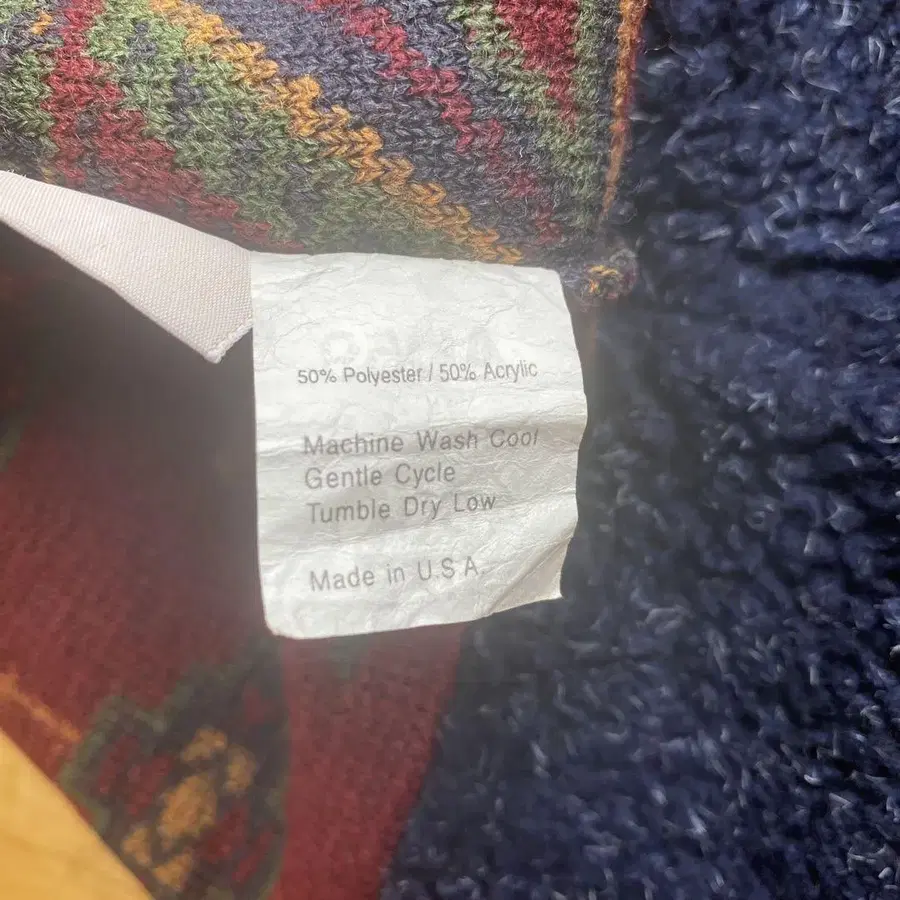 50% Polyester / 50% Acrylic
Machine Wash Cool
Gentle Cycle
Tumble Dry Low
Made in U.S.A.